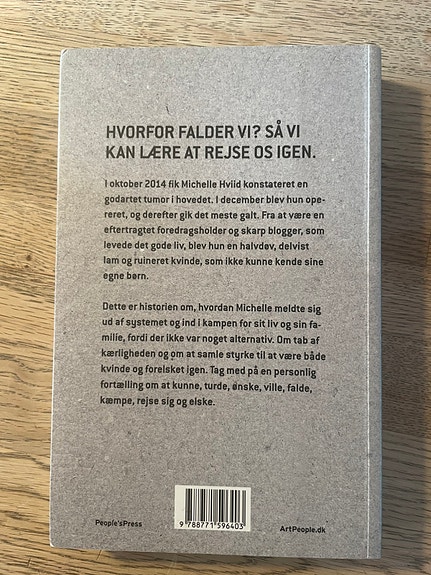 HVORFOR FALDER VI? SÅ VI
KAN LÆRE AT REJSE OS IGEN.
I oktober 2014 fik Michelle Hviid konstateret en
godartet tumor i hovedet. I december blev hun ope-
reret, og derefter gik det meste galt. Fra at være en
eftertragtet foredragsholder og skarp blogger, som
levede det gode liv, blev hun en halvdøv, delvist
lam og ruineret kvinde, som ikke kunne kende sine
egne børn.
Dette er historien om, hvordan Michelle meldte sig
ud af systemet og ind i kampen for sit liv og sin fa-
milie, fordi der ikke var noget alternativ. Om tab af
kærligheden og om at samle styrke til at være både
kvinde og forelsket igen. Tag med på en personlig
fortælling om at kunne, turde, ønske, ville, falde,
kæmpe, rejse sig og elske.
People'sPress
9 788771 596403
ArtPeople.dk